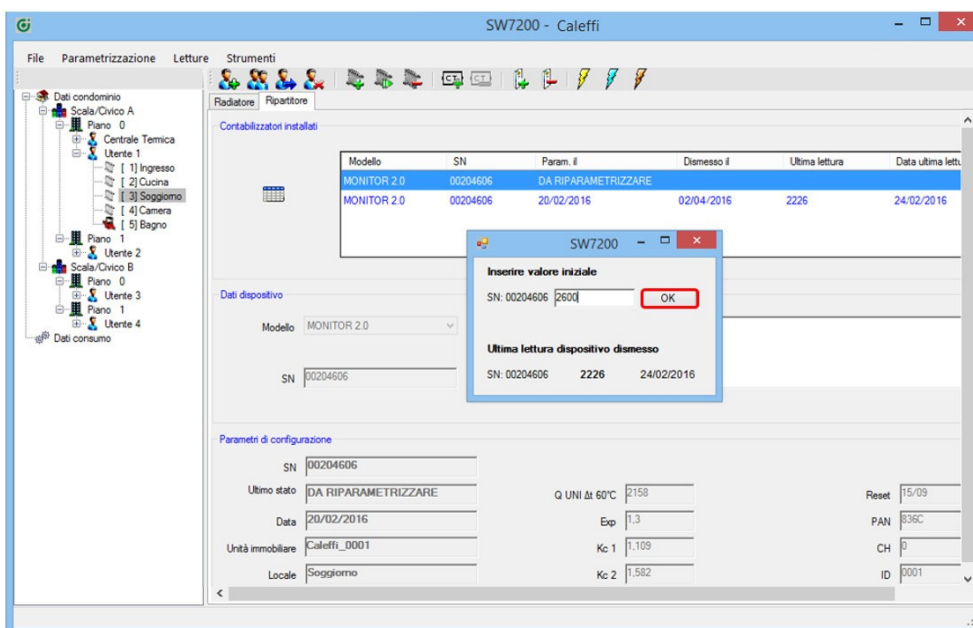 SW7200 - Caleffi
File Parametrizzazione Letture Strumenti
Dati condominio
Scala/Civico A
Piano 0
Centrale Termica
Utente 1
[ 1] Ingresso
[ 2] Cucina
[ 3] Soggiorno
[ 4] Camera
[ 5] Bagno
Piano 1
Utente 2
Scala/Civico B
Piano 0
Utente 3
Piano 1
Utente 4
Dati consumo
Radiatore Ripartitore
Contabilizzatori installati
Modello SN Param. il Dismesso il Ultima lettura Data ultima lettu
MONITOR 2.0 00204606 DA RIPARAMETRIZZARE
MONITOR 2.0 00204606 20/02/2016 02/04/2016 2226 24/02/2016
SW7200
Inserire valore iniziale
SN: 00204606 2600 OK
Ultima lettura dispositivo dismesso
SN: 00204606 2226 24/02/2016
Dati dispositivo
Modello MONITOR 2.0
SN 00204606
Parametri di configurazione
SN 00204606
Ultimo stato DA RIPARAMETRIZZARE Q UNI Δt 60°C 2158 Reset 15/09
Data 20/02/2016 Exp 1,3 PAN 836C
Unità immobiliare Caleffi_0001 Kc 1 1,109 CH 0
Locale Soggiorno Kc 2 1,582 ID 0001